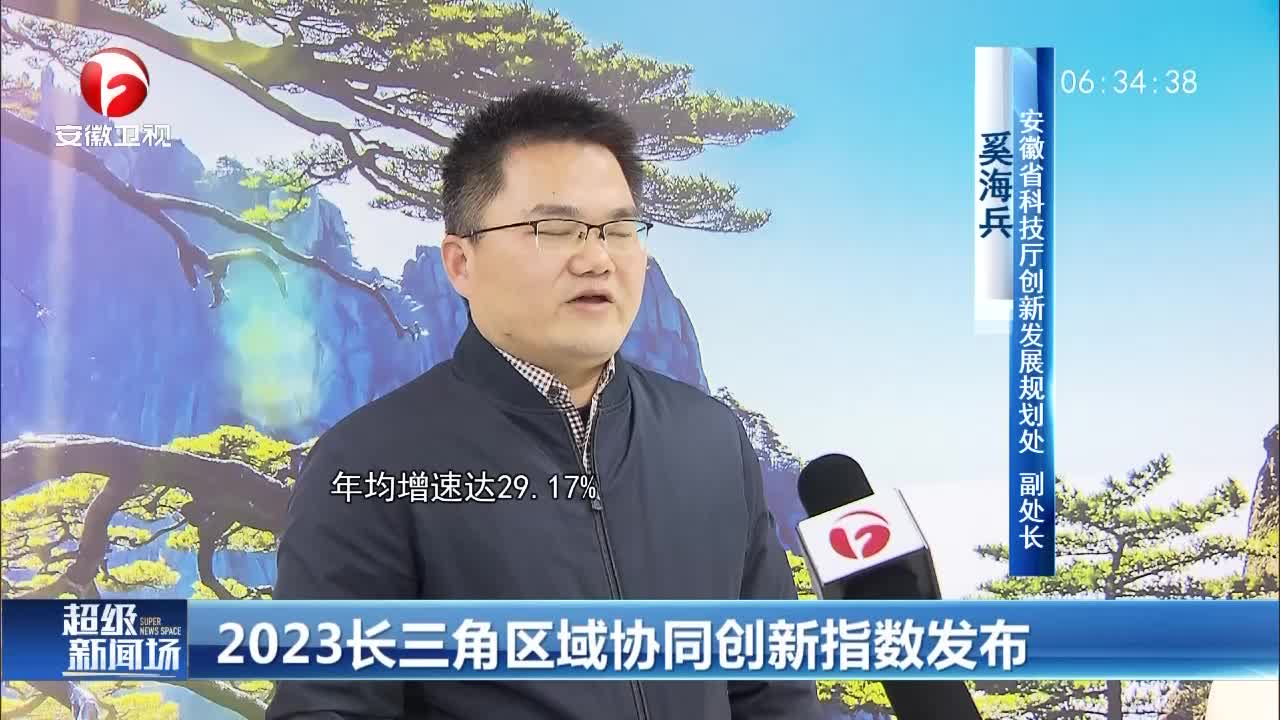 安徽卫视
06:34:38
奚海兵
安徽省科技厅创新发展规划处 副处长
年均增速达29.17%
超级新闻场
SUPER NEWS SPACE
2023长三角区域协同创新指数发布